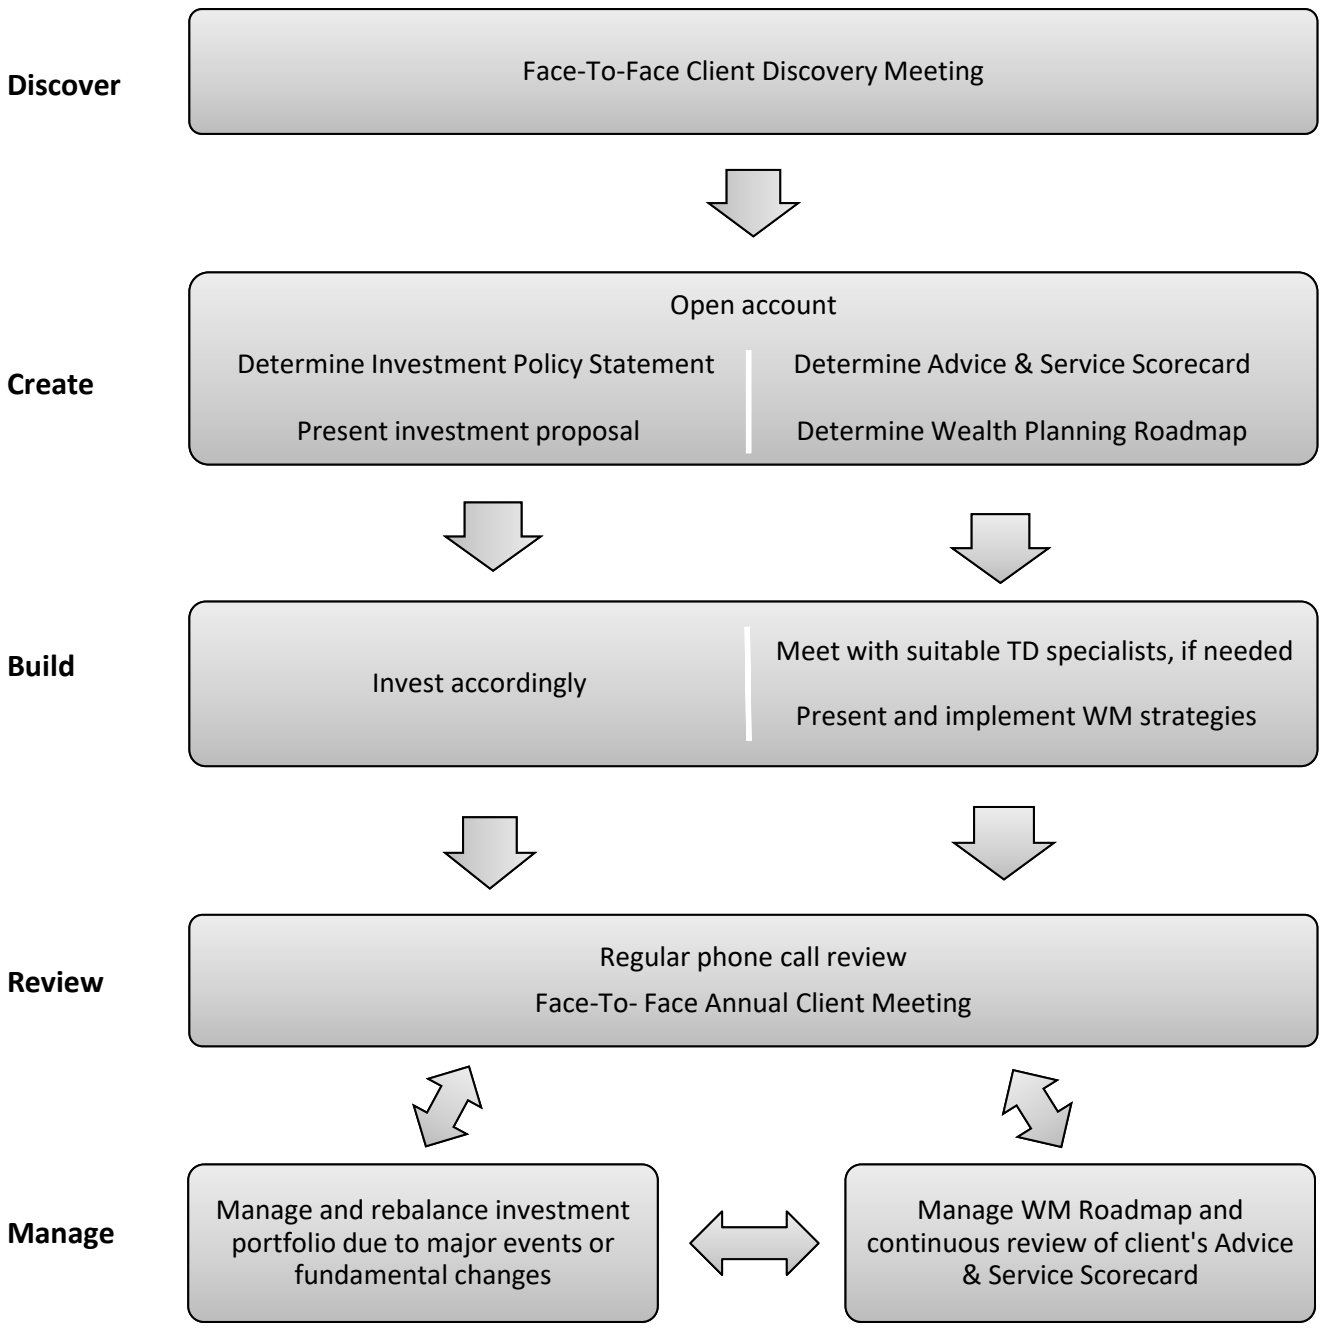 Discover
Face-To-Face Client Discovery Meeting
Create
Open account
Determine Investment Policy Statement
Present investment proposal
Determine Advice & Service Scorecard
Determine Wealth Planning Roadmap
Build
Invest accordingly
Meet with suitable TD specialists, if needed
Present and implement WM strategies
Review
Regular phone call review
Face-To- Face Annual Client Meeting
Manage
Manage and rebalance investment
portfolio due to major events or
fundamental changes
Manage WM Roadmap and
continuous review of client's Advice
& Service Scorecard